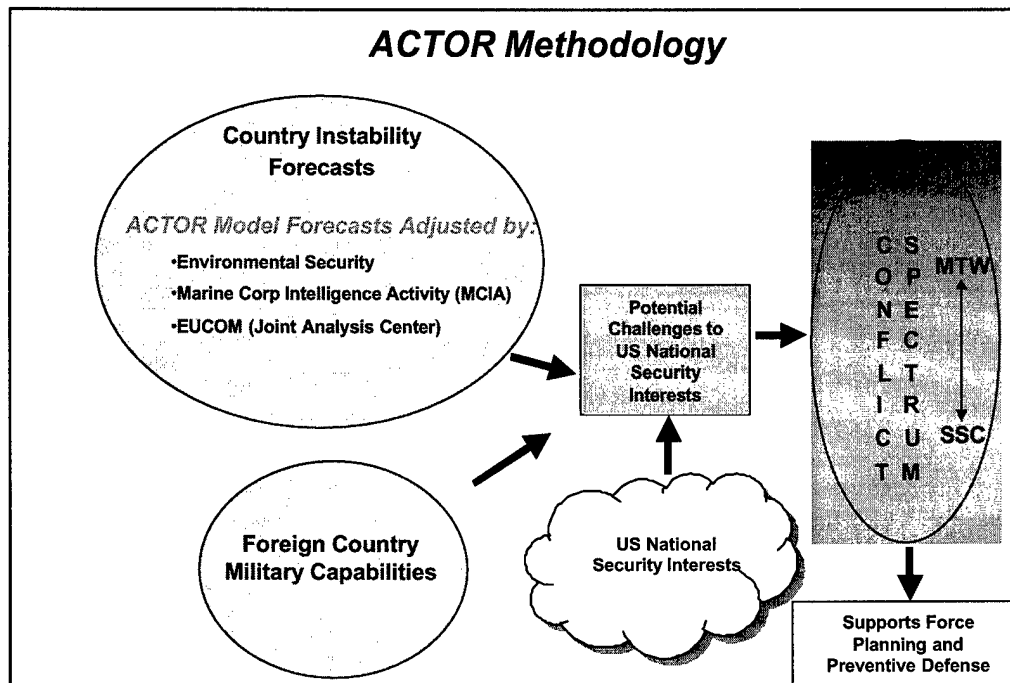 ACTOR Methodology
Country Instability
Forecasts
ACTOR Model Forecasts Adjusted by:
•Environmental Security
•Marine Corp Intelligence Activity (MCIA)
•EUCOM (Joint Analysis Center)
Foreign Country
Military Capabilities
Potential
Challenges to
US National
Security
Interests
US National
Security Interests
CONFLICT
SPECTRUM
MTW
SSC
Supports Force
Planning and
Preventive Defense